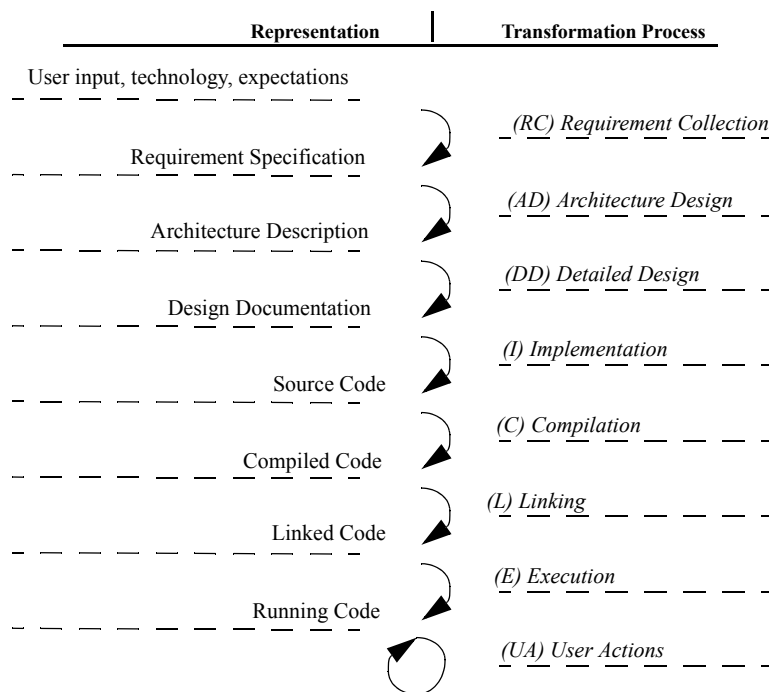 Representation Transformation Process
User input, technology, expectations
(RC) Requirement Collection
Requirement Specification
(AD) Architecture Design
Architecture Description
(DD) Detailed Design
Design Documentation
(I) Implementation
Source Code
(C) Compilation
Compiled Code
(L) Linking
Linked Code
(E) Execution
Running Code
(UA) User Actions